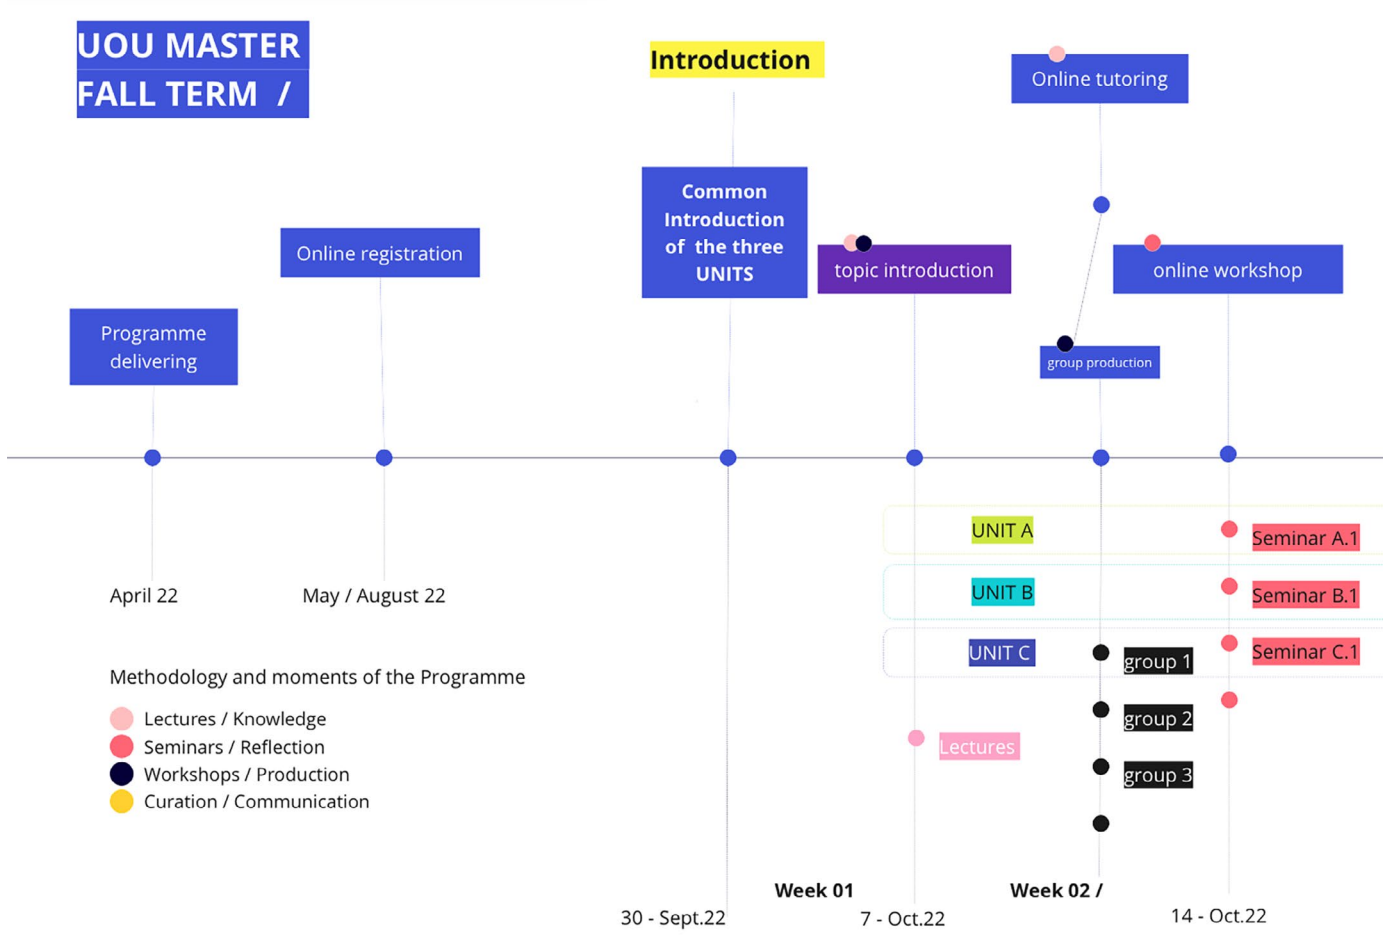 UOU MASTER
FALL TERM /
Introduction
Online tutoring
Common
Introduction
of the three
UNITS
Online registration
topic introduction
online workshop
Programme
delivering
group production
UNIT A
Seminar A.1
UNIT B
Seminar B.1
UNIT C
group 1
Seminar C.1
April 22
May / August 22
Methodology and moments of the Programme
Lectures / Knowledge
Seminars / Reflection
Workshops / Production
Curation / Communication
group 2
Lectures
group 3
Week 01
Week 02 /
30 - Sept.22
7 - Oct.22
14 - Oct.22